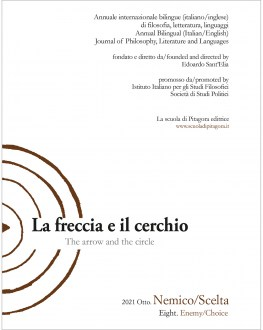 Annuale internasionale bilingue (italiano/inglese)
di filosofia, letteratura, linguaggi
Annual Bilingual (Italian/English)
Journal of Philosophy, Literature and Languages
fondato e diretto da/founded and directed by
Edoardo Sant'Elia
promosso da/promoted by
Istituto Italiano per gli Studi Filosofici
Società di Studi Politici
La scuola di Pitagora editrice
www.scuoladipitagora.it
La freccia e il cerchio
The arrow and the circle
2021 Otto. Nemico/Scelta
Eight. Enemy/Choice